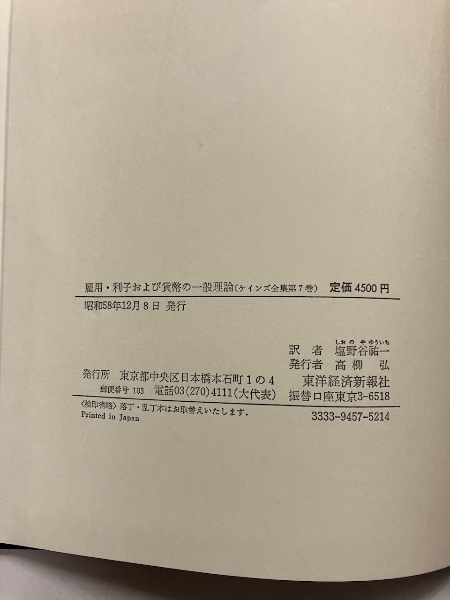 雇用・利子および貨幣の一般理論(ケインズ全集第7巻) 定価4500円
昭和58年12月8日 発行
しおのやゆういち
訳者 塩野谷祐一
発行者 高柳弘
発行所 東京都中央区日本橋本石町1の4 東洋経済新報社
郵便番号 103 電話03(270)4111(大代表) 振替口座東京3-6518
〈検印省略〉落丁・乱丁本はお取替えいたします。 3333-9457-5214
Printed in Japan